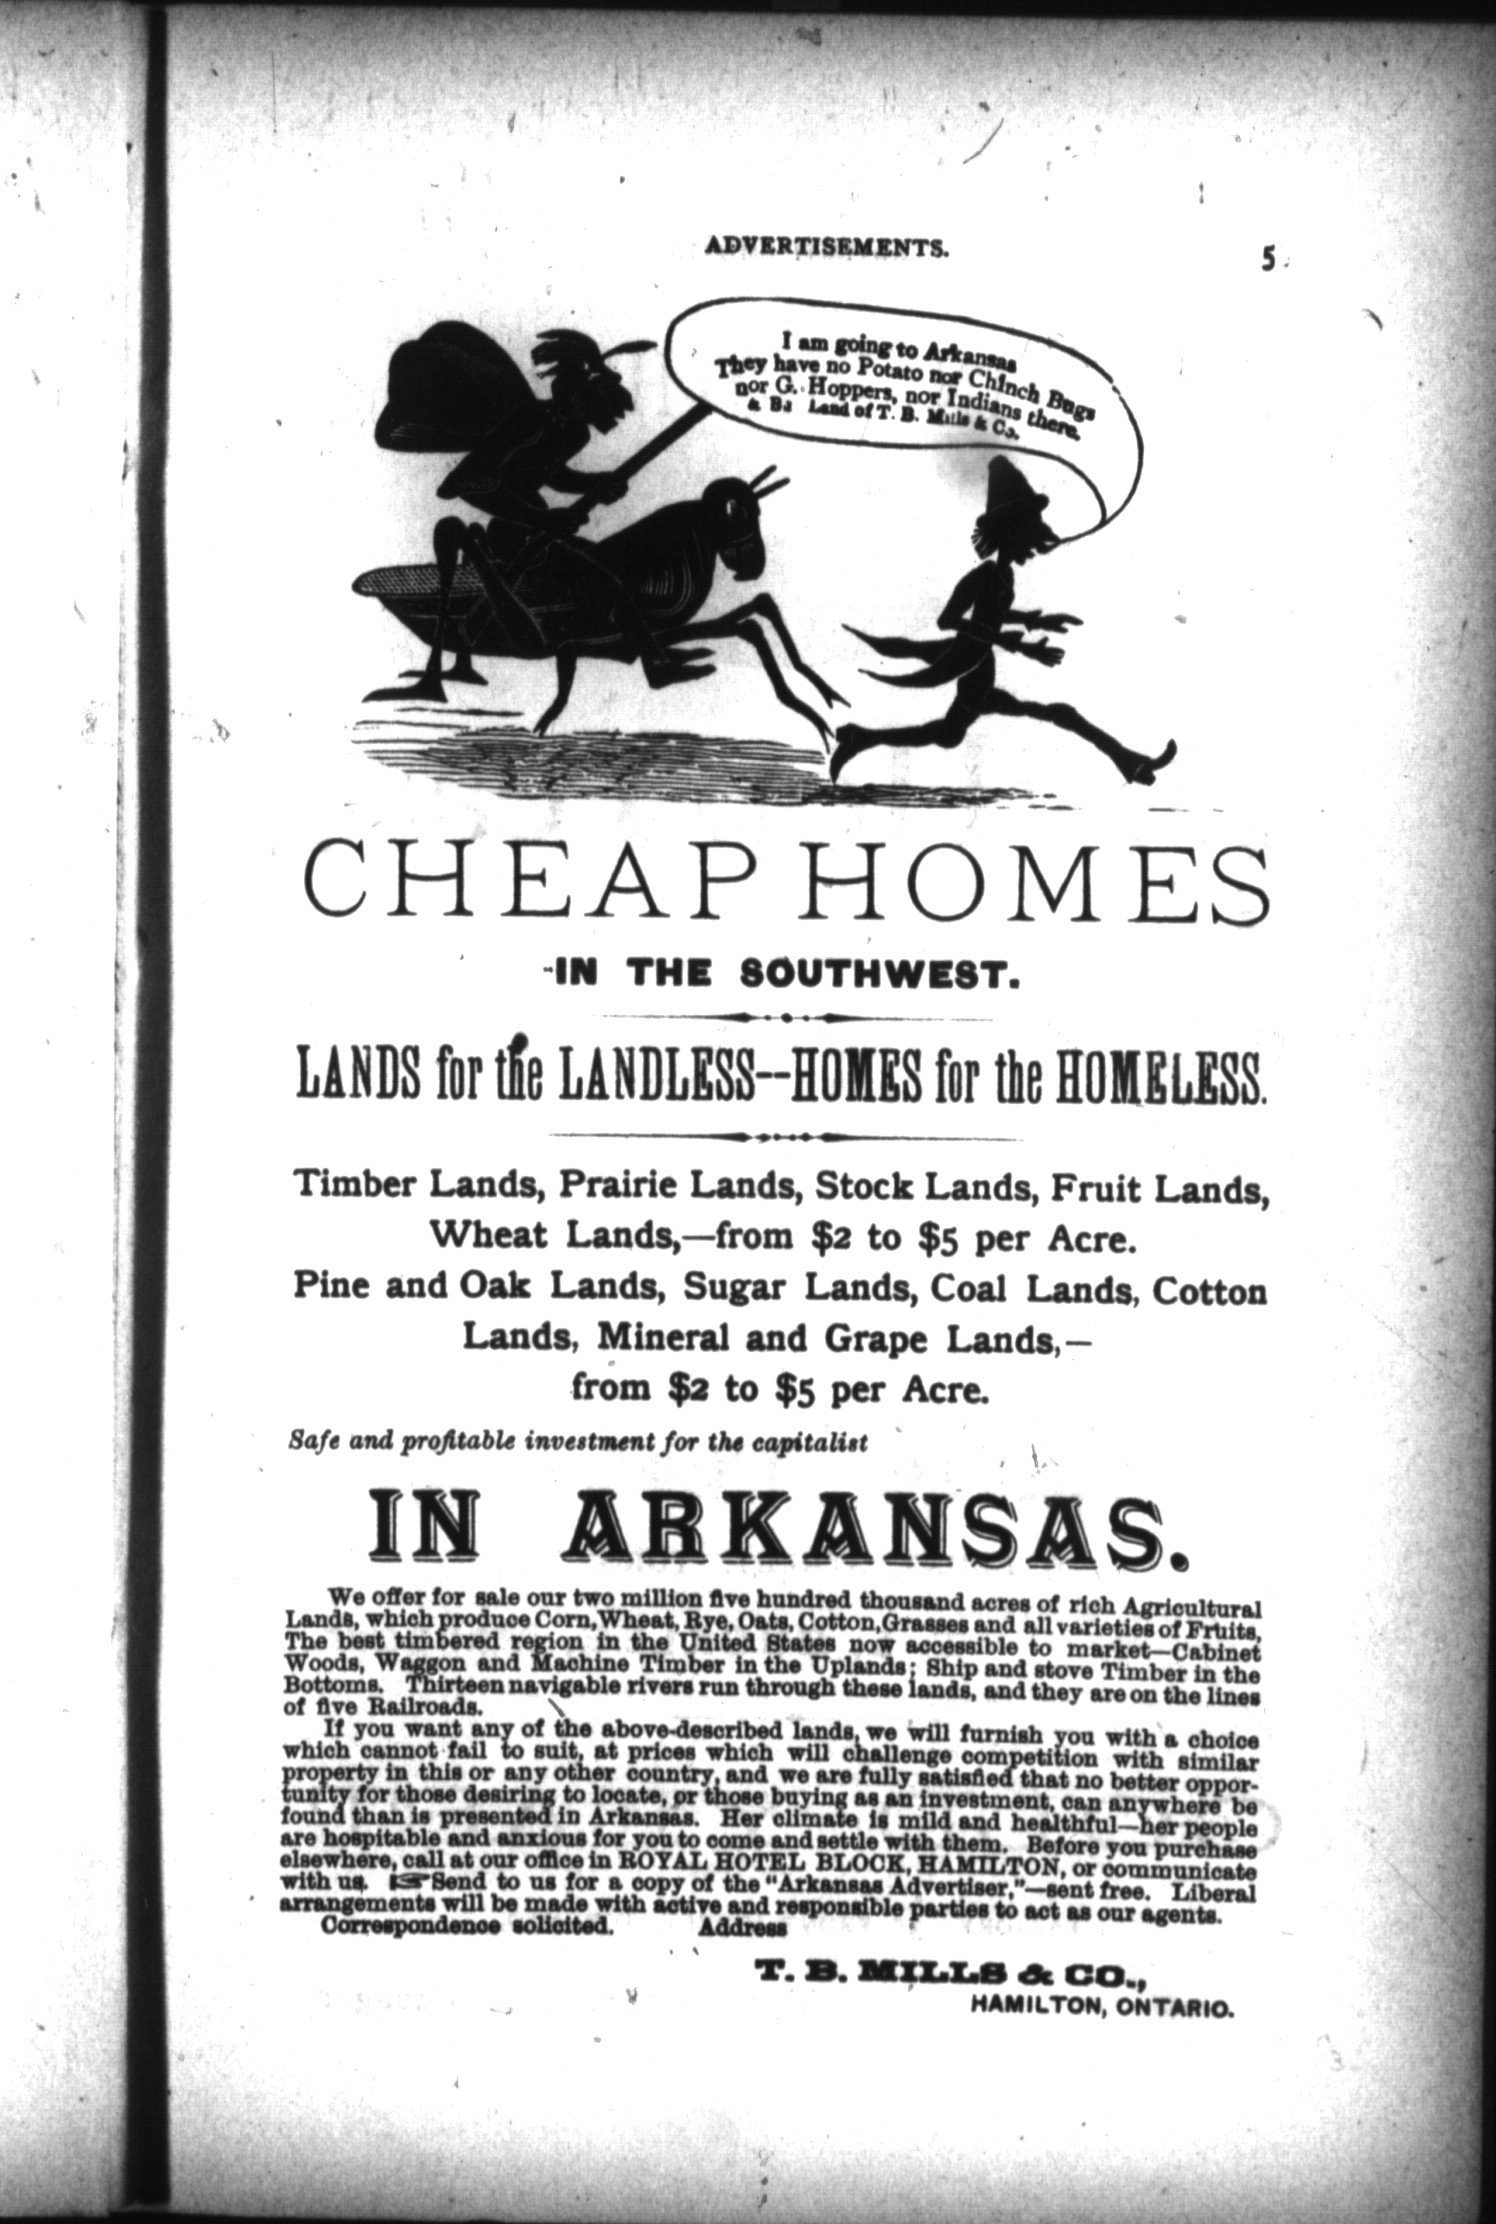 ADVERTISEMENTS.
5
I am going to Arkansas
They have no Potato nor Chinch Bugs
nor G. Hoppers, nor Indians there.
& Land of T. B. Mills & Co.
CHEAP HOMES
IN THE SOUTHWEST.
LANDS for the LANDLESS--HOMES for the HOMELESS.
Timber Lands, Prairie Lands, Stock Lands, Fruit Lands,
Wheat Lands,—from $2 to $5 per Acre.
Pine and Oak Lands, Sugar Lands, Coal Lands, Cotton
Lands, Mineral and Grape Lands,—
from $2 to $5 per Acre.
Safe and profitable investment for the capitalist
IN ARKANSAS.
We offer for sale our two million five hundred thousand acres of rich Agricultural
Lands, which produce Corn, Wheat, Rye, Oats, Cotton, Grasses and all varieties of Fruits,
The best timbered region in the United States now accessible to market—Cabinet
Woods, Waggon and Machine Timber in the Uplands; Ship and stove Timber in the
Bottoms. Thirteen navigable rivers run through these lands, and they are on the lines
of five Railroads.
If you want any of the above-described lands, we will furnish you with a choice
which cannot fail to suit, at prices which will challenge competition with similar
property in this or any other country, and we are fully satisfied that no better oppor-
tunity for those desiring to locate, or those buying as an investment, can anywhere be
found than is presented in Arkansas. Her climate is mild and healthful—her people
are hospitable and anxious for you to come and settle with them. Before you purchase
elsewhere, call at our office in ROYAL HOTEL BLOCK, HAMILTON, or communicate
with us. ☞Send to us for a copy of the "Arkansas Advertiser,"—sent free. Liberal
arrangements will be made with active and responsible parties to act as our agents.
Correspondence solicited. Address
T. B. MILLS & CO.,
HAMILTON, ONTARIO.